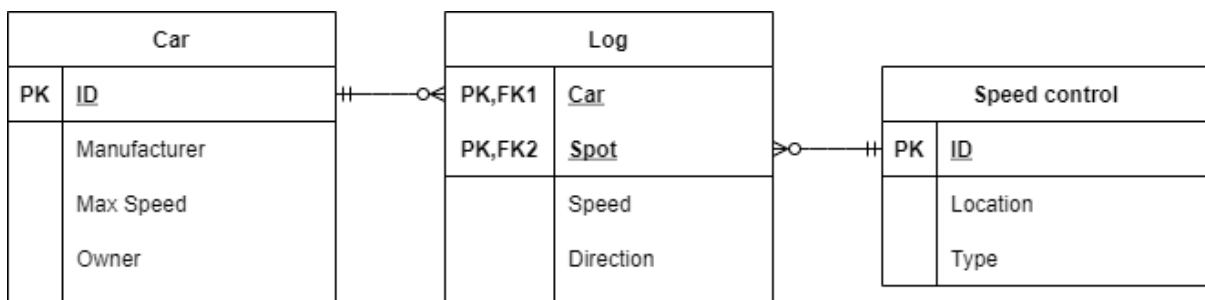 Car
PK ID
Manufacturer
Max Speed
Owner
Log
PK,FK1 Car
PK,FK2 Spot
Speed
Direction
Speed control
PK ID
Location
Type